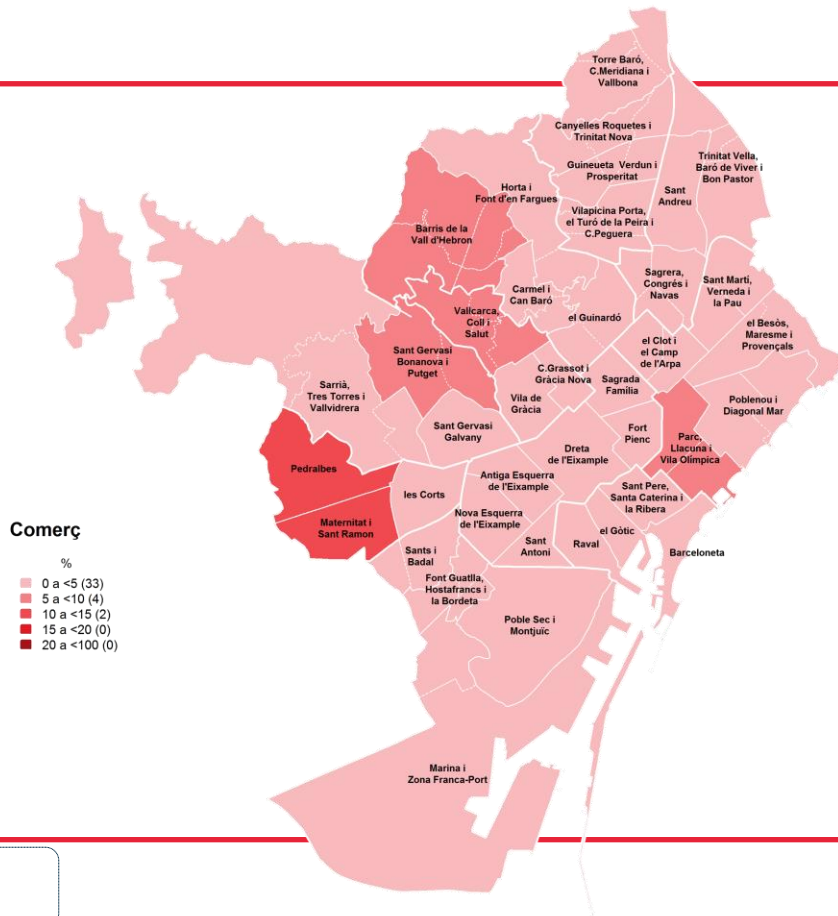 Torre Baró,
C.Meridiana i
Vallbona
Canyelles Roquetes i
Trinitat Nova
Guineueta Verdun i
Prosperitat
Trinitat Vella,
Baró de Viver i
Bon Pastor
Sant
Andreu
Horta i
Font d'en Fargues
Vilapicina Porta,
el Turó de la Peira i
C.Peguera
Barris de la
Vall d'Hebron
Carmel i
Can Baró
Sagrera,
Congrés i
Navas
Sant Martí,
Verneda i
la Pau
Vallcarca,
Coll i
Salut
el Guinardó
el Besòs,
Maresme i
Provençals
el Clot i
el Camp
de l'Arpa
Sant Gervasi
Bonanova i
Putget
C.Grassot i
Gràcia Nova
Sagrada
Família
Sarrià,
Tres Torres i
Vallvidrera
Vila de
Gràcia
Poblenou i
Diagonal Mar
Sant Gervasi
Galvany
Fort
Pienc
Parc,
Llacuna i
Vila Olímpica
Dreta
de l'Eixample
Pedralbes
Antiga Esquerra
de l'Eixample
Sant Pere,
Santa Caterina i
la Ribera
les Corts
Nova Esquerra
de l'Eixample
Maternitat i
Sant Ramon
el Gòtic
Sant
Antoni
Raval
Barceloneta
Sants i
Badal
Font Guatlla,
Hostafrancs i
la Bordeta
Poble Sec i
Montjuïc
Marina i
Zona Franca-Port
Comerç
%
0 a <5 (33)
5 a <10 (4)
10 a <15 (2)
15 a <20 (0)
20 a <100 (0)